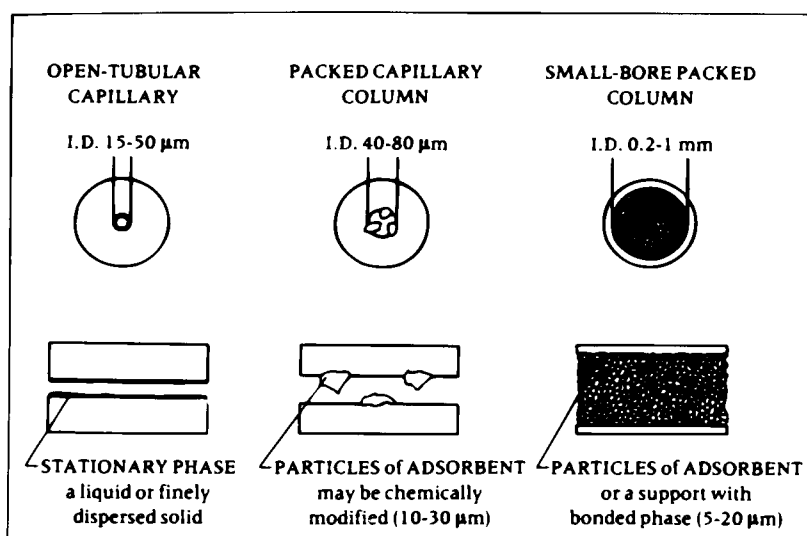 OPEN-TUBULAR
CAPILLARY
I.D. 15-50 µm
STATIONARY PHASE
a liquid or finely
dispersed solid
PACKED CAPILLARY
COLUMN
I.D. 40-80 µm
PARTICLES of ADSORBENT
may be chemically
modified (10-30 µm)
SMALL-BORE PACKED
COLUMN
I.D. 0.2-1 mm
PARTICLES of ADSORBENT
or a support with
bonded phase (5-20 µm)